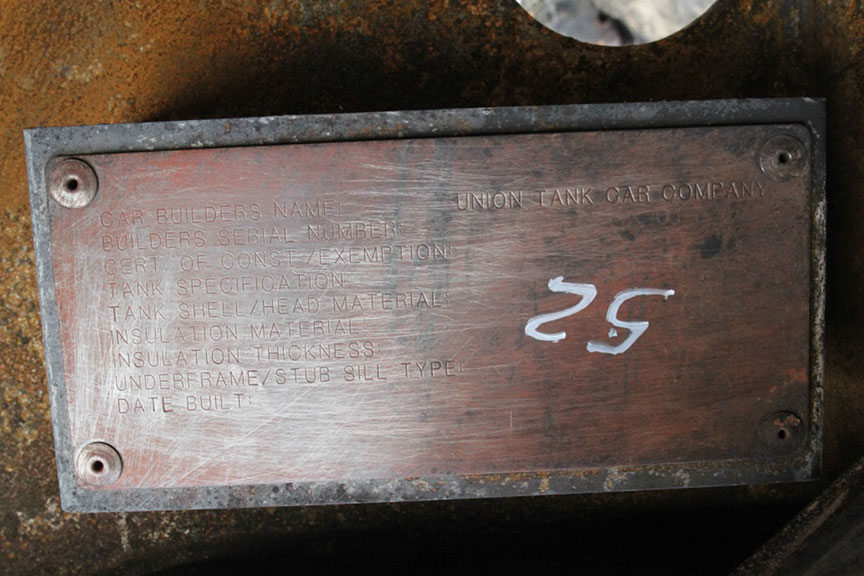 CAR BUILDERS NAME: UNION TANK CAR COMPANY
BUILDERS SERIAL NUMBER:
CERT. OF CONST./EXEMPTION:
TANK SPECIFICATION:
TANK SHELL/HEAD MATERIAL:
INSULATION MATERIAL
INSULATION THICKNESS:
UNDERFRAME/STUB SILL TYPE:
DATE BUILT:
52